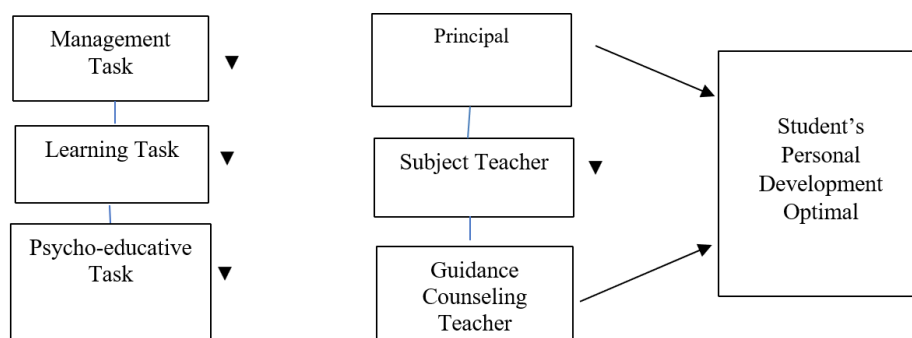 Management
Task
Learning Task
Psycho-educative
Task
Principal
Subject Teacher
Guidance
Counseling
Teacher
Student’s
Personal
Development
Optimal